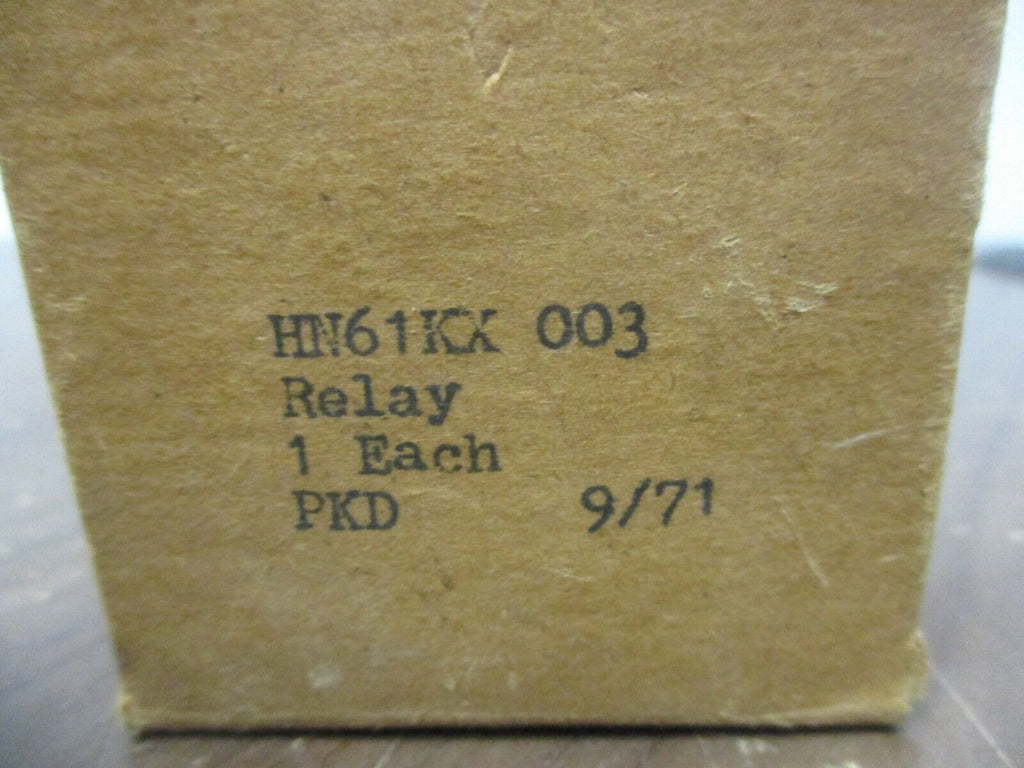 HN61KX 003
Relay
1 Each
PKD 9/71